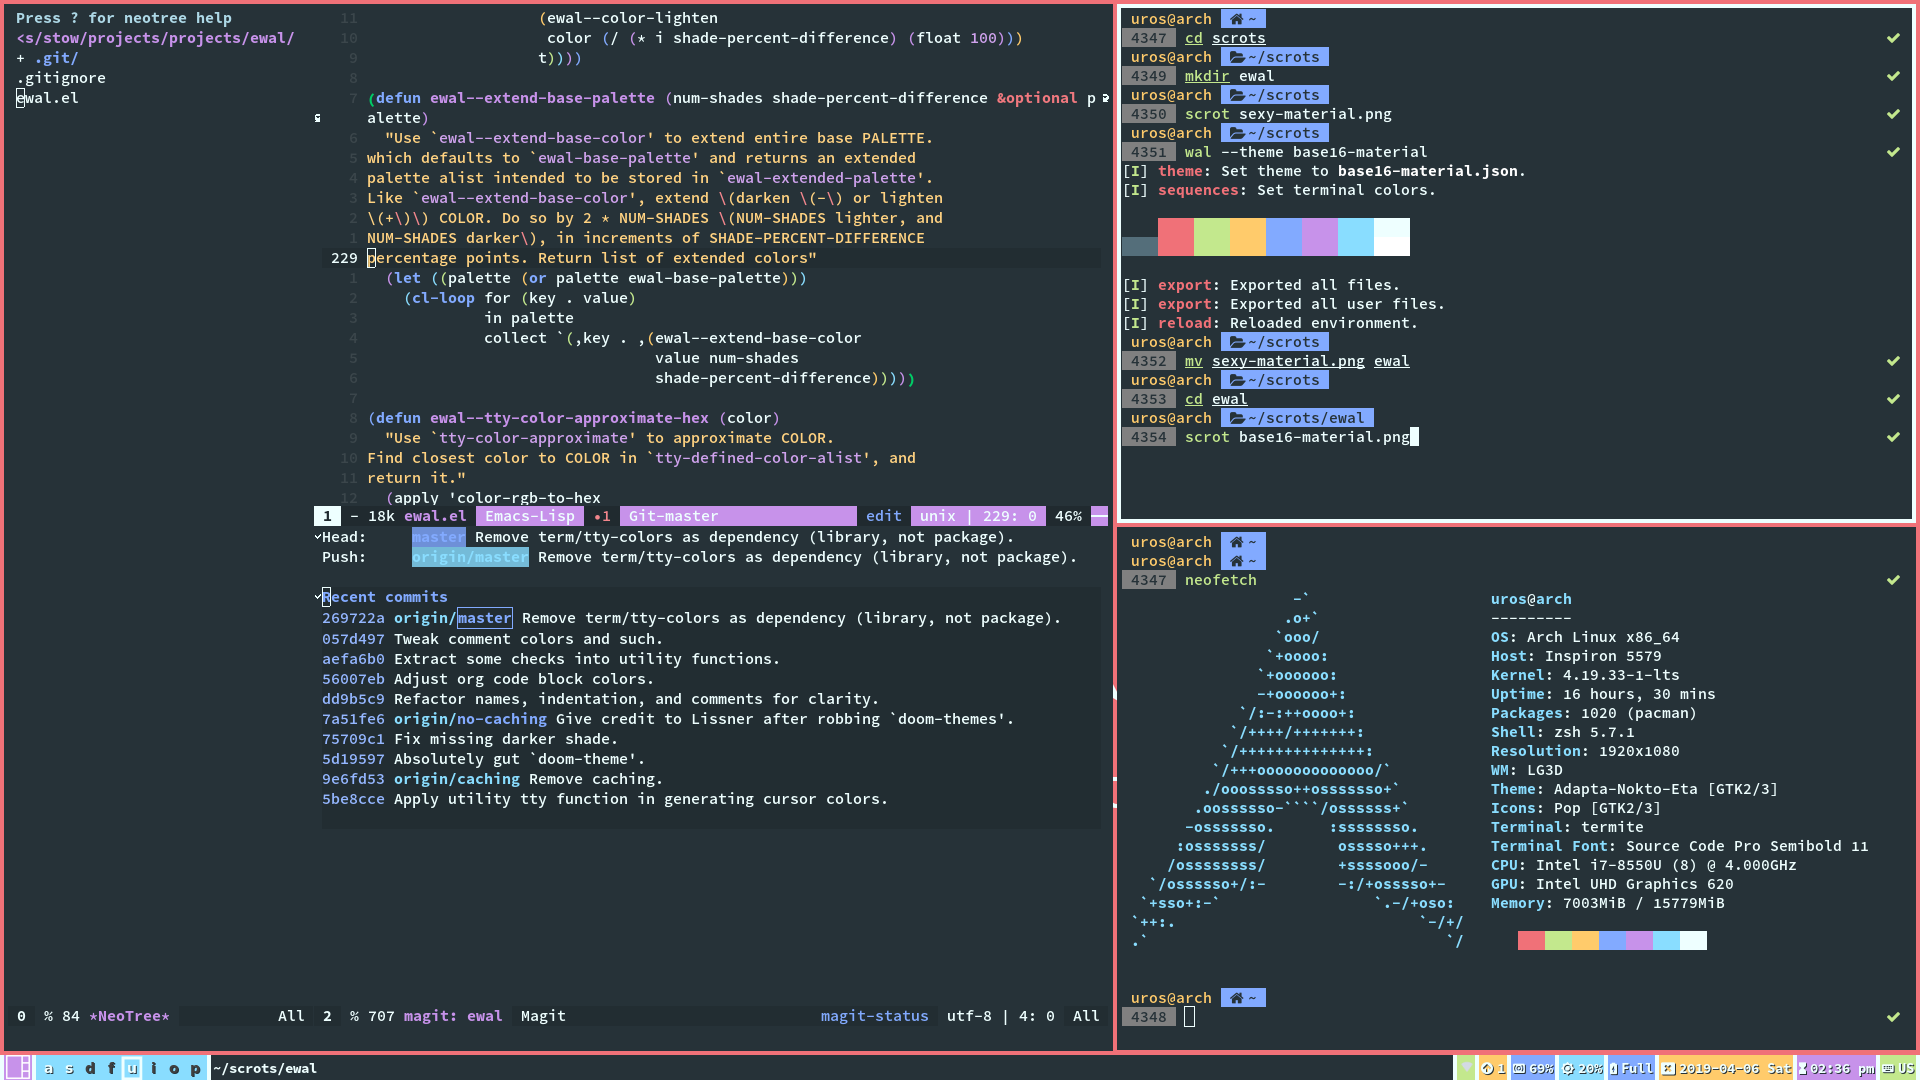 Press ? for neotree help
<s/stow/projects/projects/ewal/
+ .git/
.gitignore
ewal.el
11                     (ewal--color-lighten
10                      color (/ (* i shade-percent-difference) (float 100)))
9                     t))))
8
7 (defun ewal--extend-base-palette (num-shades shade-percent-difference &optional p
alette)
6   "Use `ewal--extend-base-color' to extend entire base PALETTE.
5 which defaults to `ewal-base-palette' and returns an extended
4 palette alist intended to be stored in `ewal-extended-palette'.
3 Like `ewal--extend-base-color', extend \(darken \(-\) or lighten
2 \(+\)\) COLOR. Do so by 2 * NUM-SHADES \(NUM-SHADES lighter, and
1 NUM-SHADES darker\), in increments of SHADE-PERCENT-DIFFERENCE
229 percentage points. Return list of extended colors"
1   (let ((palette (or palette ewal-base-palette)))
2     (cl-loop for (key . value)
3              in palette
4              collect `(,key . ,(ewal--extend-base-color
5                                 value num-shades
6                                 shade-percent-difference)))))
7
8 (defun ewal--tty-color-approximate-hex (color)
9   "Use `tty-color-approximate' to approximate COLOR.
10 Find closest color to COLOR in `tty-defined-color-alist', and
11 return it."
12   (apply 'color-rgb-to-hex
1 - 18k ewal.el Emacs-Lisp •1 Git-master edit unix | 229: 0 46%
Head:     master Remove term/tty-colors as dependency (library, not package).
Push:     origin/master Remove term/tty-colors as dependency (library, not package).
Recent commits
269722a origin/master Remove term/tty-colors as dependency (library, not package).
057d497 Tweak comment colors and such.
aefa6b0 Extract some checks into utility functions.
56007eb Adjust org code block colors.
dd9b5c9 Refactor names, indentation, and comments for clarity.
7a51fe6 origin/no-caching Give credit to Lissner after robbing `doom-themes'.
75709c1 Fix missing darker shade.
5d19597 Absolutely gut `doom-theme'.
9e6fd53 origin/caching Remove caching.
5be8cce Apply utility tty function in generating cursor colors.
0 % 84 *NeoTree* All
2 % 707 magit: ewal Magit magit-status utf-8 | 4: 0 All
uros@arch ~
4347 cd scrots
uros@arch ~/scrots
4349 mkdir ewal
uros@arch ~/scrots
4350 scrot sexy-material.png
uros@arch ~/scrots
4351 wal --theme base16-material
[I] theme: Set theme to base16-material.json.
[I] sequences: Set terminal colors.
[I] export: Exported all files.
[I] export: Exported all user files.
[I] reload: Reloaded environment.
uros@arch ~/scrots
4352 mv sexy-material.png ewal
uros@arch ~/scrots
4353 cd ewal
uros@arch ~/scrots/ewal
4354 scrot base16-material.png
uros@arch ~
uros@arch ~
4347 neofetch
-`
.o+`
`ooo/
`+oooo:
`+oooooo:
-+oooooo+:
`/:-:++oooo+:
`/++++/+++++++:
`/++++++++++++++:
`/+++ooooooooooooo/`
./ooosssso++osssssso+`
.oossssso-````/ossssss+`
-osssssso.      :ssssssso.
:osssssss/        osssso+++.
/ossssssss/        +ssssooo/-
`/ossssso+/:-        -:/+osssso+-
`+sso+:-`                 `.-/+oso:
`++:.                           `-/+/
.`                                 `/
uros@arch
---------
OS: Arch Linux x86_64
Host: Inspiron 5579
Kernel: 4.19.33-1-lts
Uptime: 16 hours, 30 mins
Packages: 1020 (pacman)
Shell: zsh 5.7.1
Resolution: 1920x1080
WM: LG3D
Theme: Adapta-Nokto-Eta [GTK2/3]
Icons: Pop [GTK2/3]
Terminal: termite
Terminal Font: Source Code Pro Semibold 11
CPU: Intel i7-8550U (8) @ 4.000GHz
GPU: Intel UHD Graphics 620
Memory: 7003MiB / 15779MiB
uros@arch ~
4348
a s d f u i o p ~/scrots/ewal
1 69% 20% Full 2019-04-06 Sat 02:36 pm US